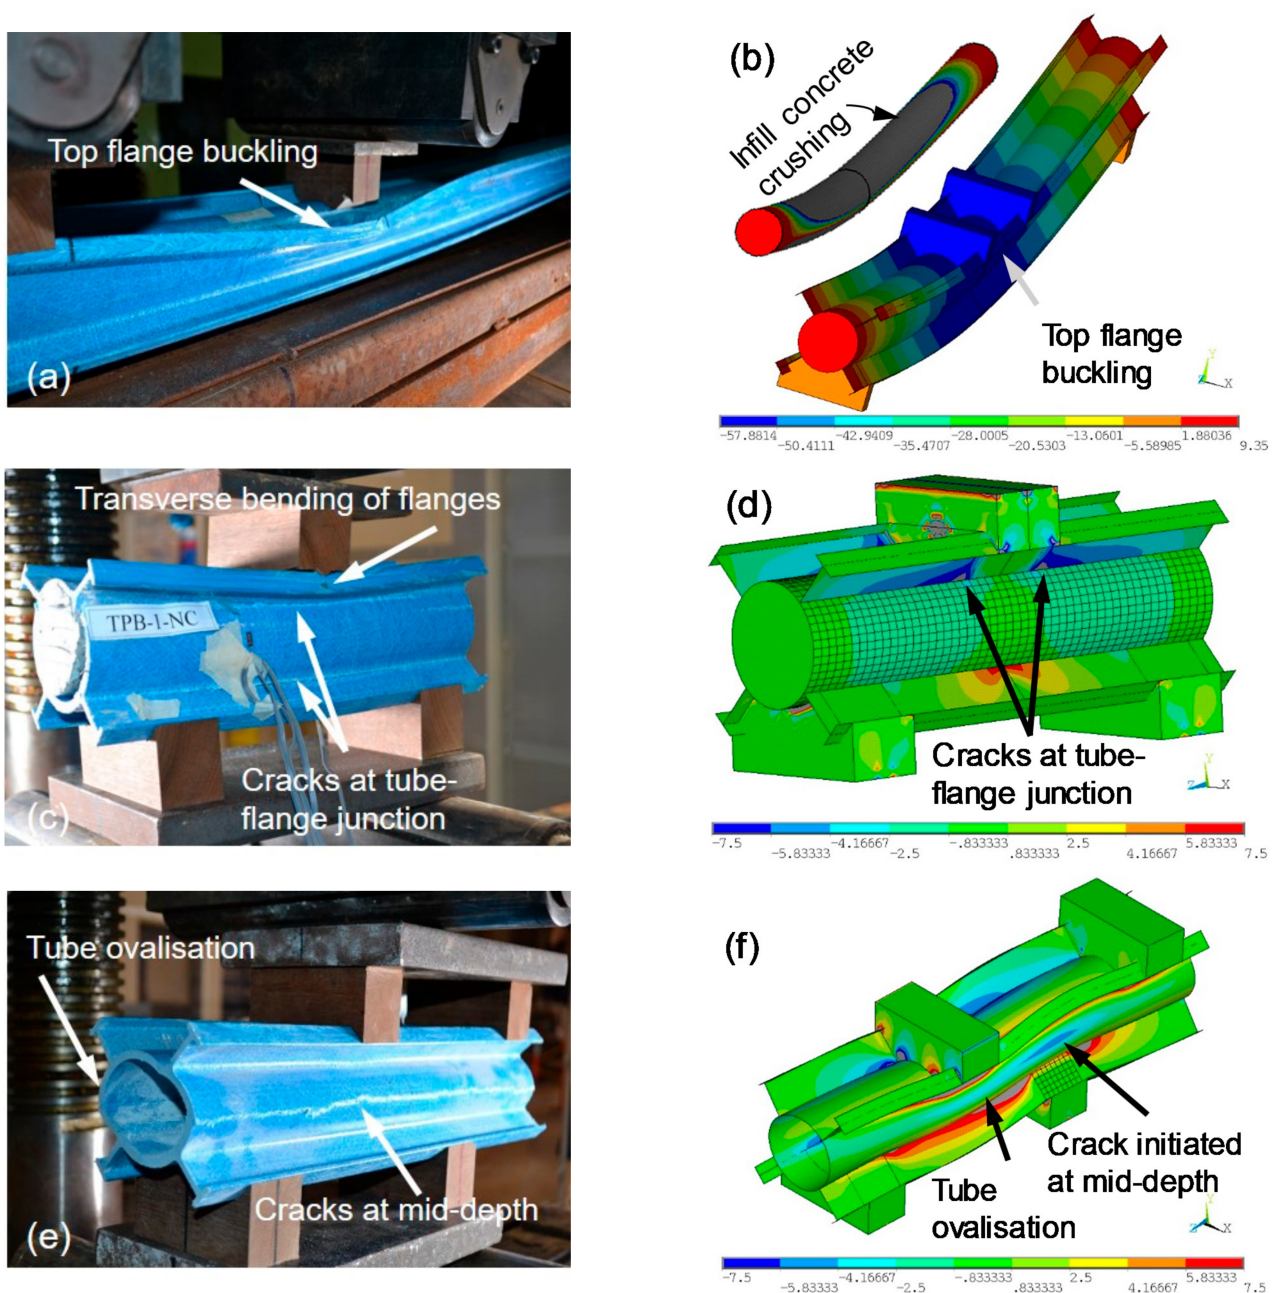 Top flange buckling
(a)
(b)
Infill concrete
crushing
Top flange
buckling
Y
Z
X
-57.8814
-50.4111
-42.9409
-35.4707
-28.0005
-20.5303
-13.0601
-5.58985
1.88036
9.35
Transverse bending of flanges
TPB-1-NC
Cracks at tube-
flange junction
(c)
(d)
Cracks at tube-
flange junction
Y
Z
X
-7.5
-5.83333
-4.16667
-2.5
-.833333
.833333
2.5
4.16667
5.83333
7.5
Tube ovalisation
Cracks at mid-depth
(e)
(f)
Crack initiated
at mid-depth
Tube
ovalisation
Y
Z
X
-7.5
-5.83333
-4.16667
-2.5
-.833333
.833333
2.5
4.16667
5.83333
7.5